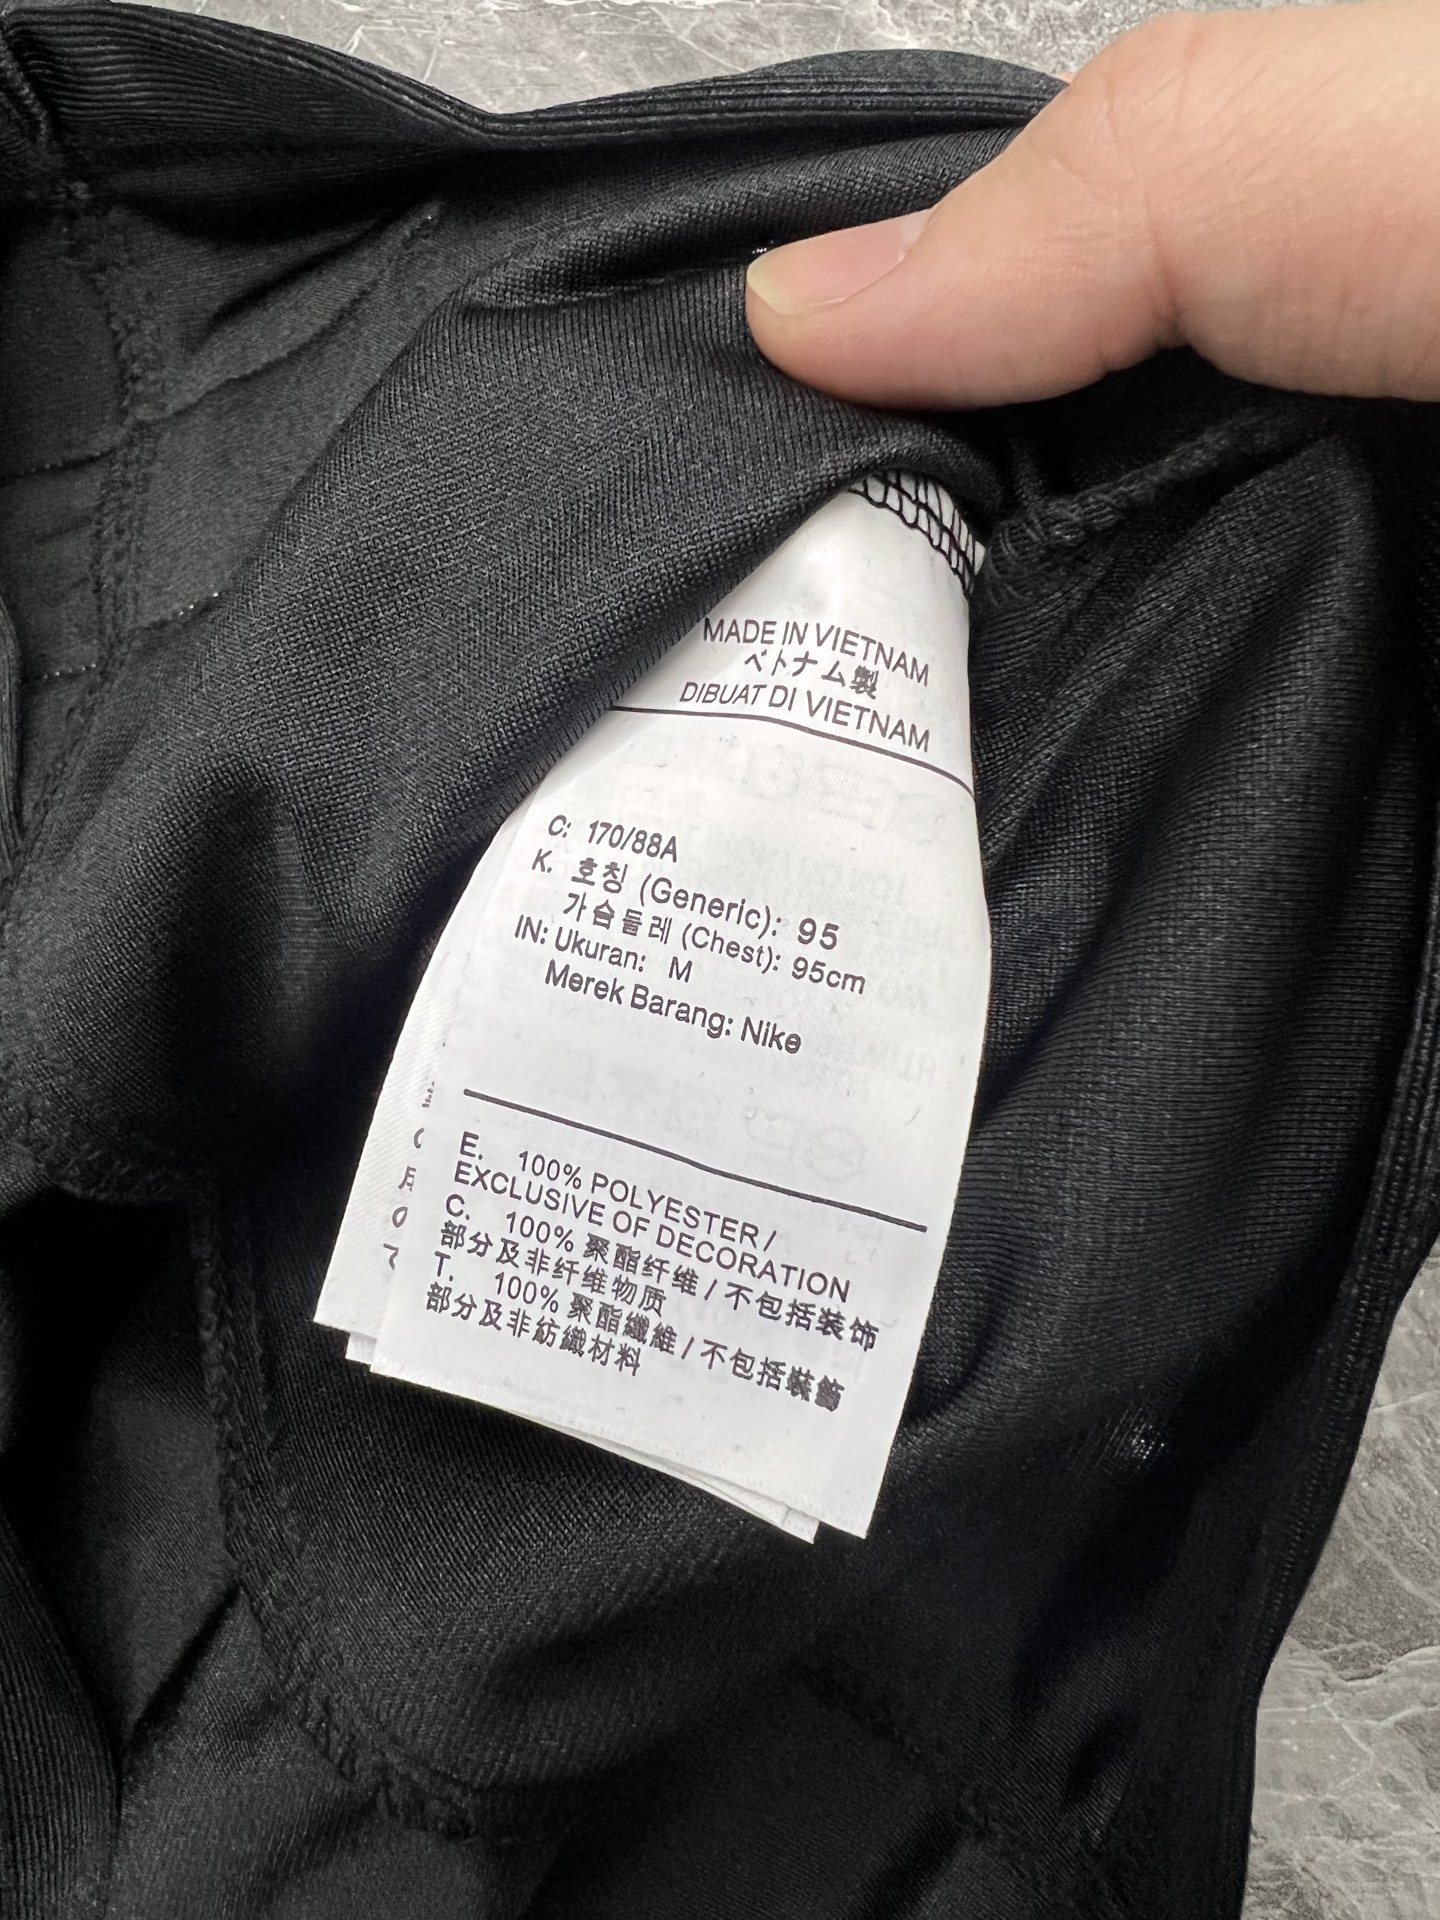 MADE IN VIETNAM
ベトナム製
DIBUAT DI VIETNAM
C: 170/88A
K. 호칭 (Generic): 95
가슴둘레 (Chest): 95cm
IN: Ukuran: M
Merek Barang: Nike
E. 100% POLYESTER /
EXCLUSIVE OF DECORATION
C. 100% 聚酯纤维 / 不包括装饰
部分及非纤维物质
T. 100% 聚酯纖維 / 不包括裝飾
部分及非紡織材料